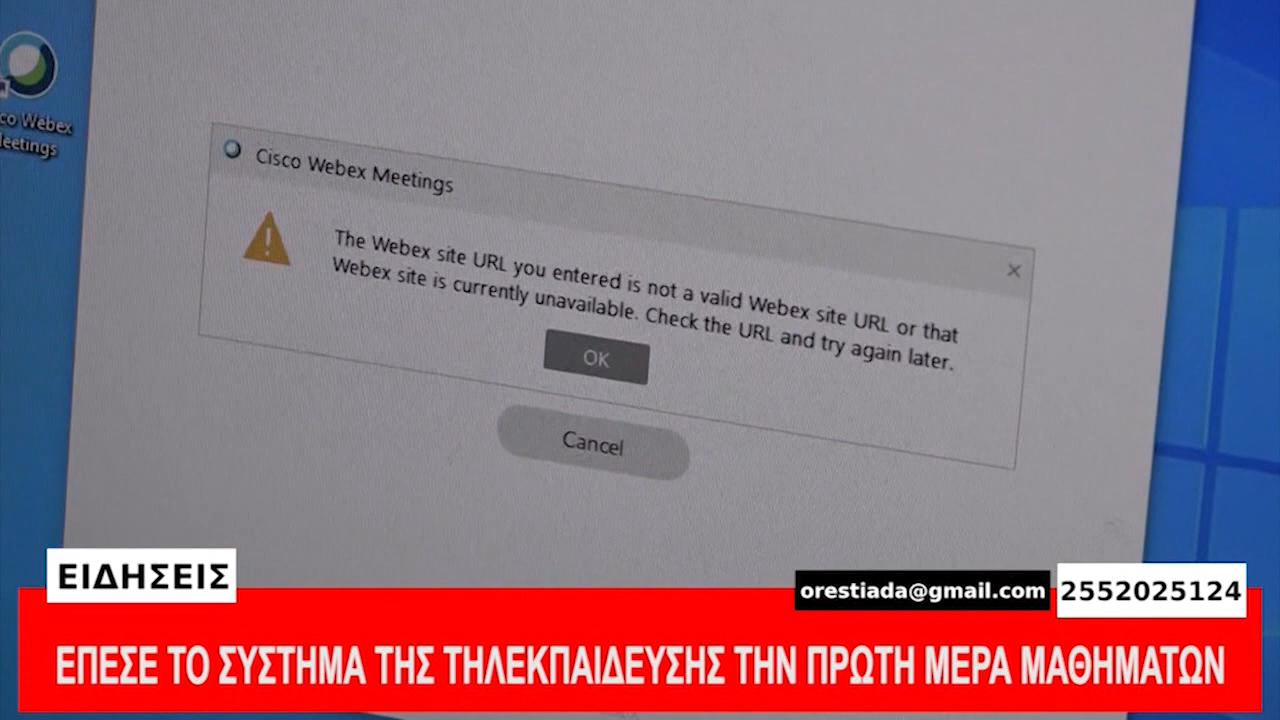 co Webex
Meetings
Cisco Webex Meetings
The Webex site URL you entered is not a valid Webex site URL or that
Webex site is currently unavailable. Check the URL and try again later.
OK
Cancel
ΕΙΔΗΣΕΙΣ
orestiada@gmail.com
2552025124
ΕΠΕΣΕ ΤΟ ΣΥΣΤΗΜΑ ΤΗΣ ΤΗΛΕΚΠΑΙΔΕΥΣΗΣ ΤΗΝ ΠΡΩΤΗ ΜΕΡΑ ΜΑΘΗΜΑΤΩΝ